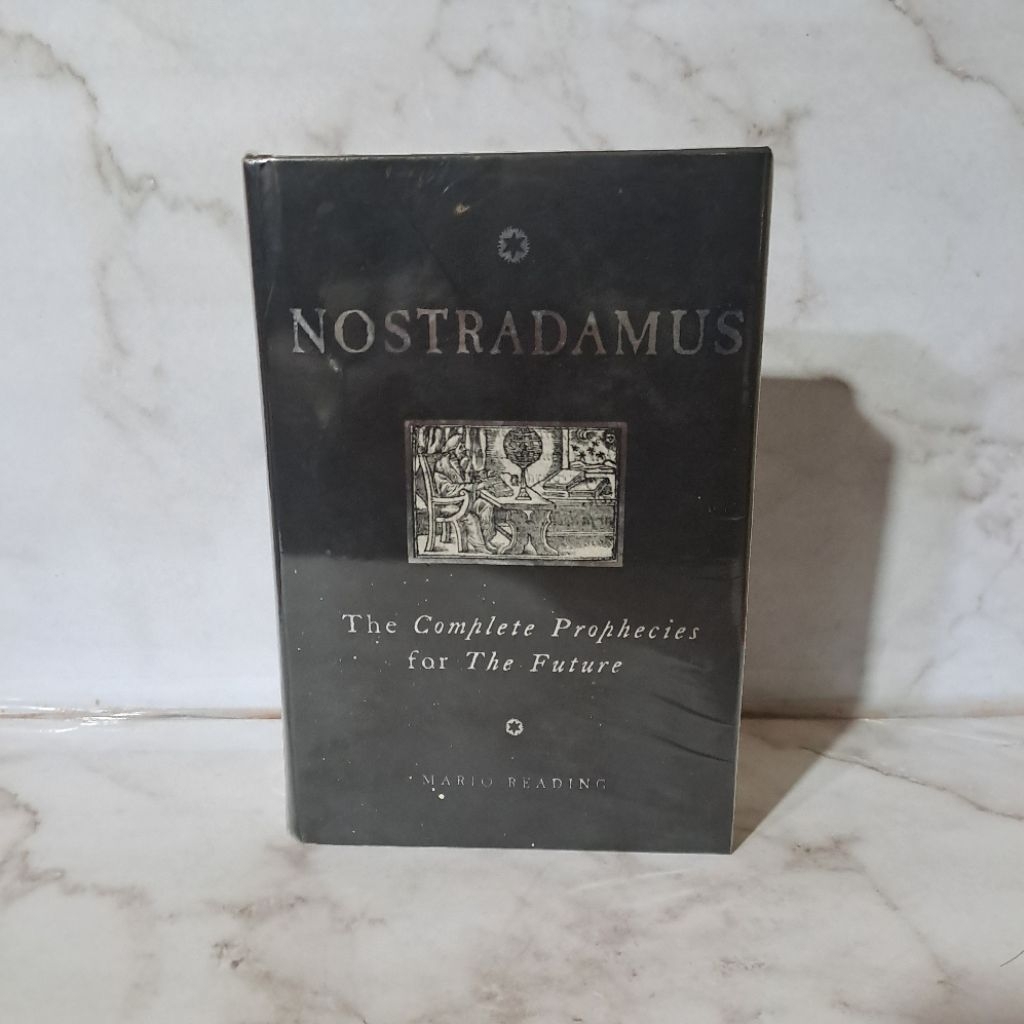 NOSTRADAMUS
The Complete Prophecies
for The Future
MARIO READING